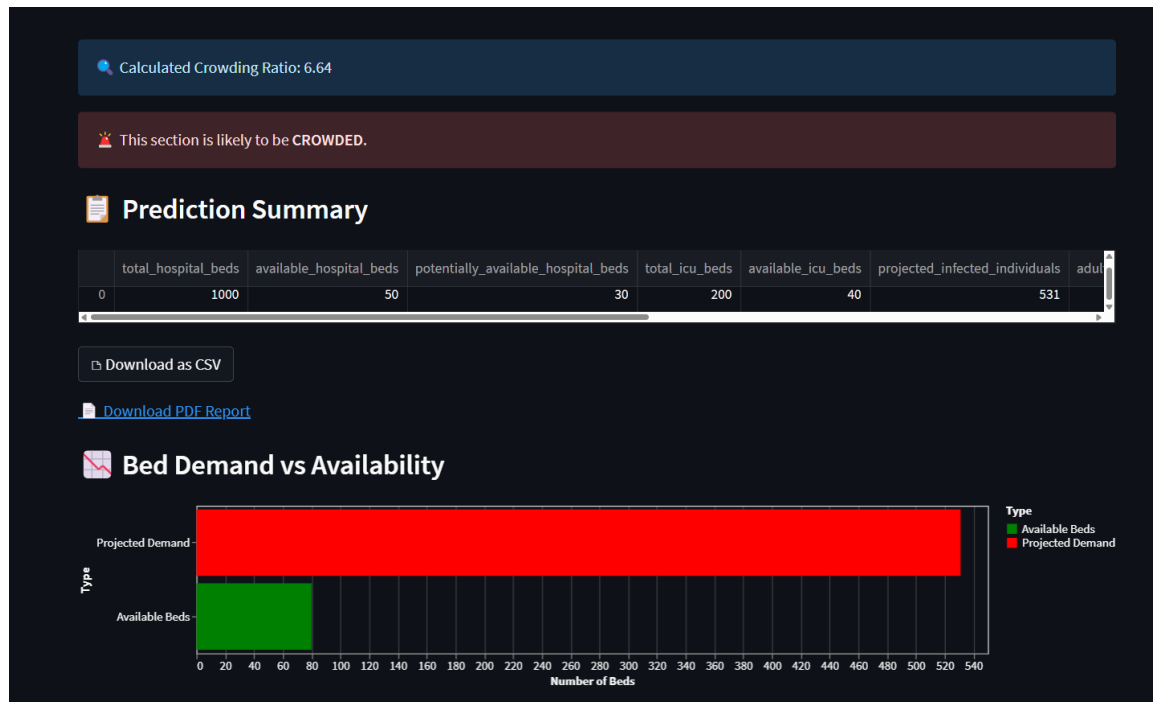 Calculated Crowding Ratio: 6.64
This section is likely to be CROWDED.
Prediction Summary
total_hospital_beds available_hospital_beds potentially_available_hospital_beds total_icu_beds available_icu_beds projected_infected_individuals adul
0 1000 50 30 200 40 531
Download as CSV
Download PDF Report
Bed Demand vs Availability
Type
Available Beds
Projected Demand
Projected Demand
Type
Available Beds
0 20 40 60 80 100 120 140 160 180 200 220 240 260 280 300 320 340 360 380 400 420 440 460 480 500 520 540
Number of Beds